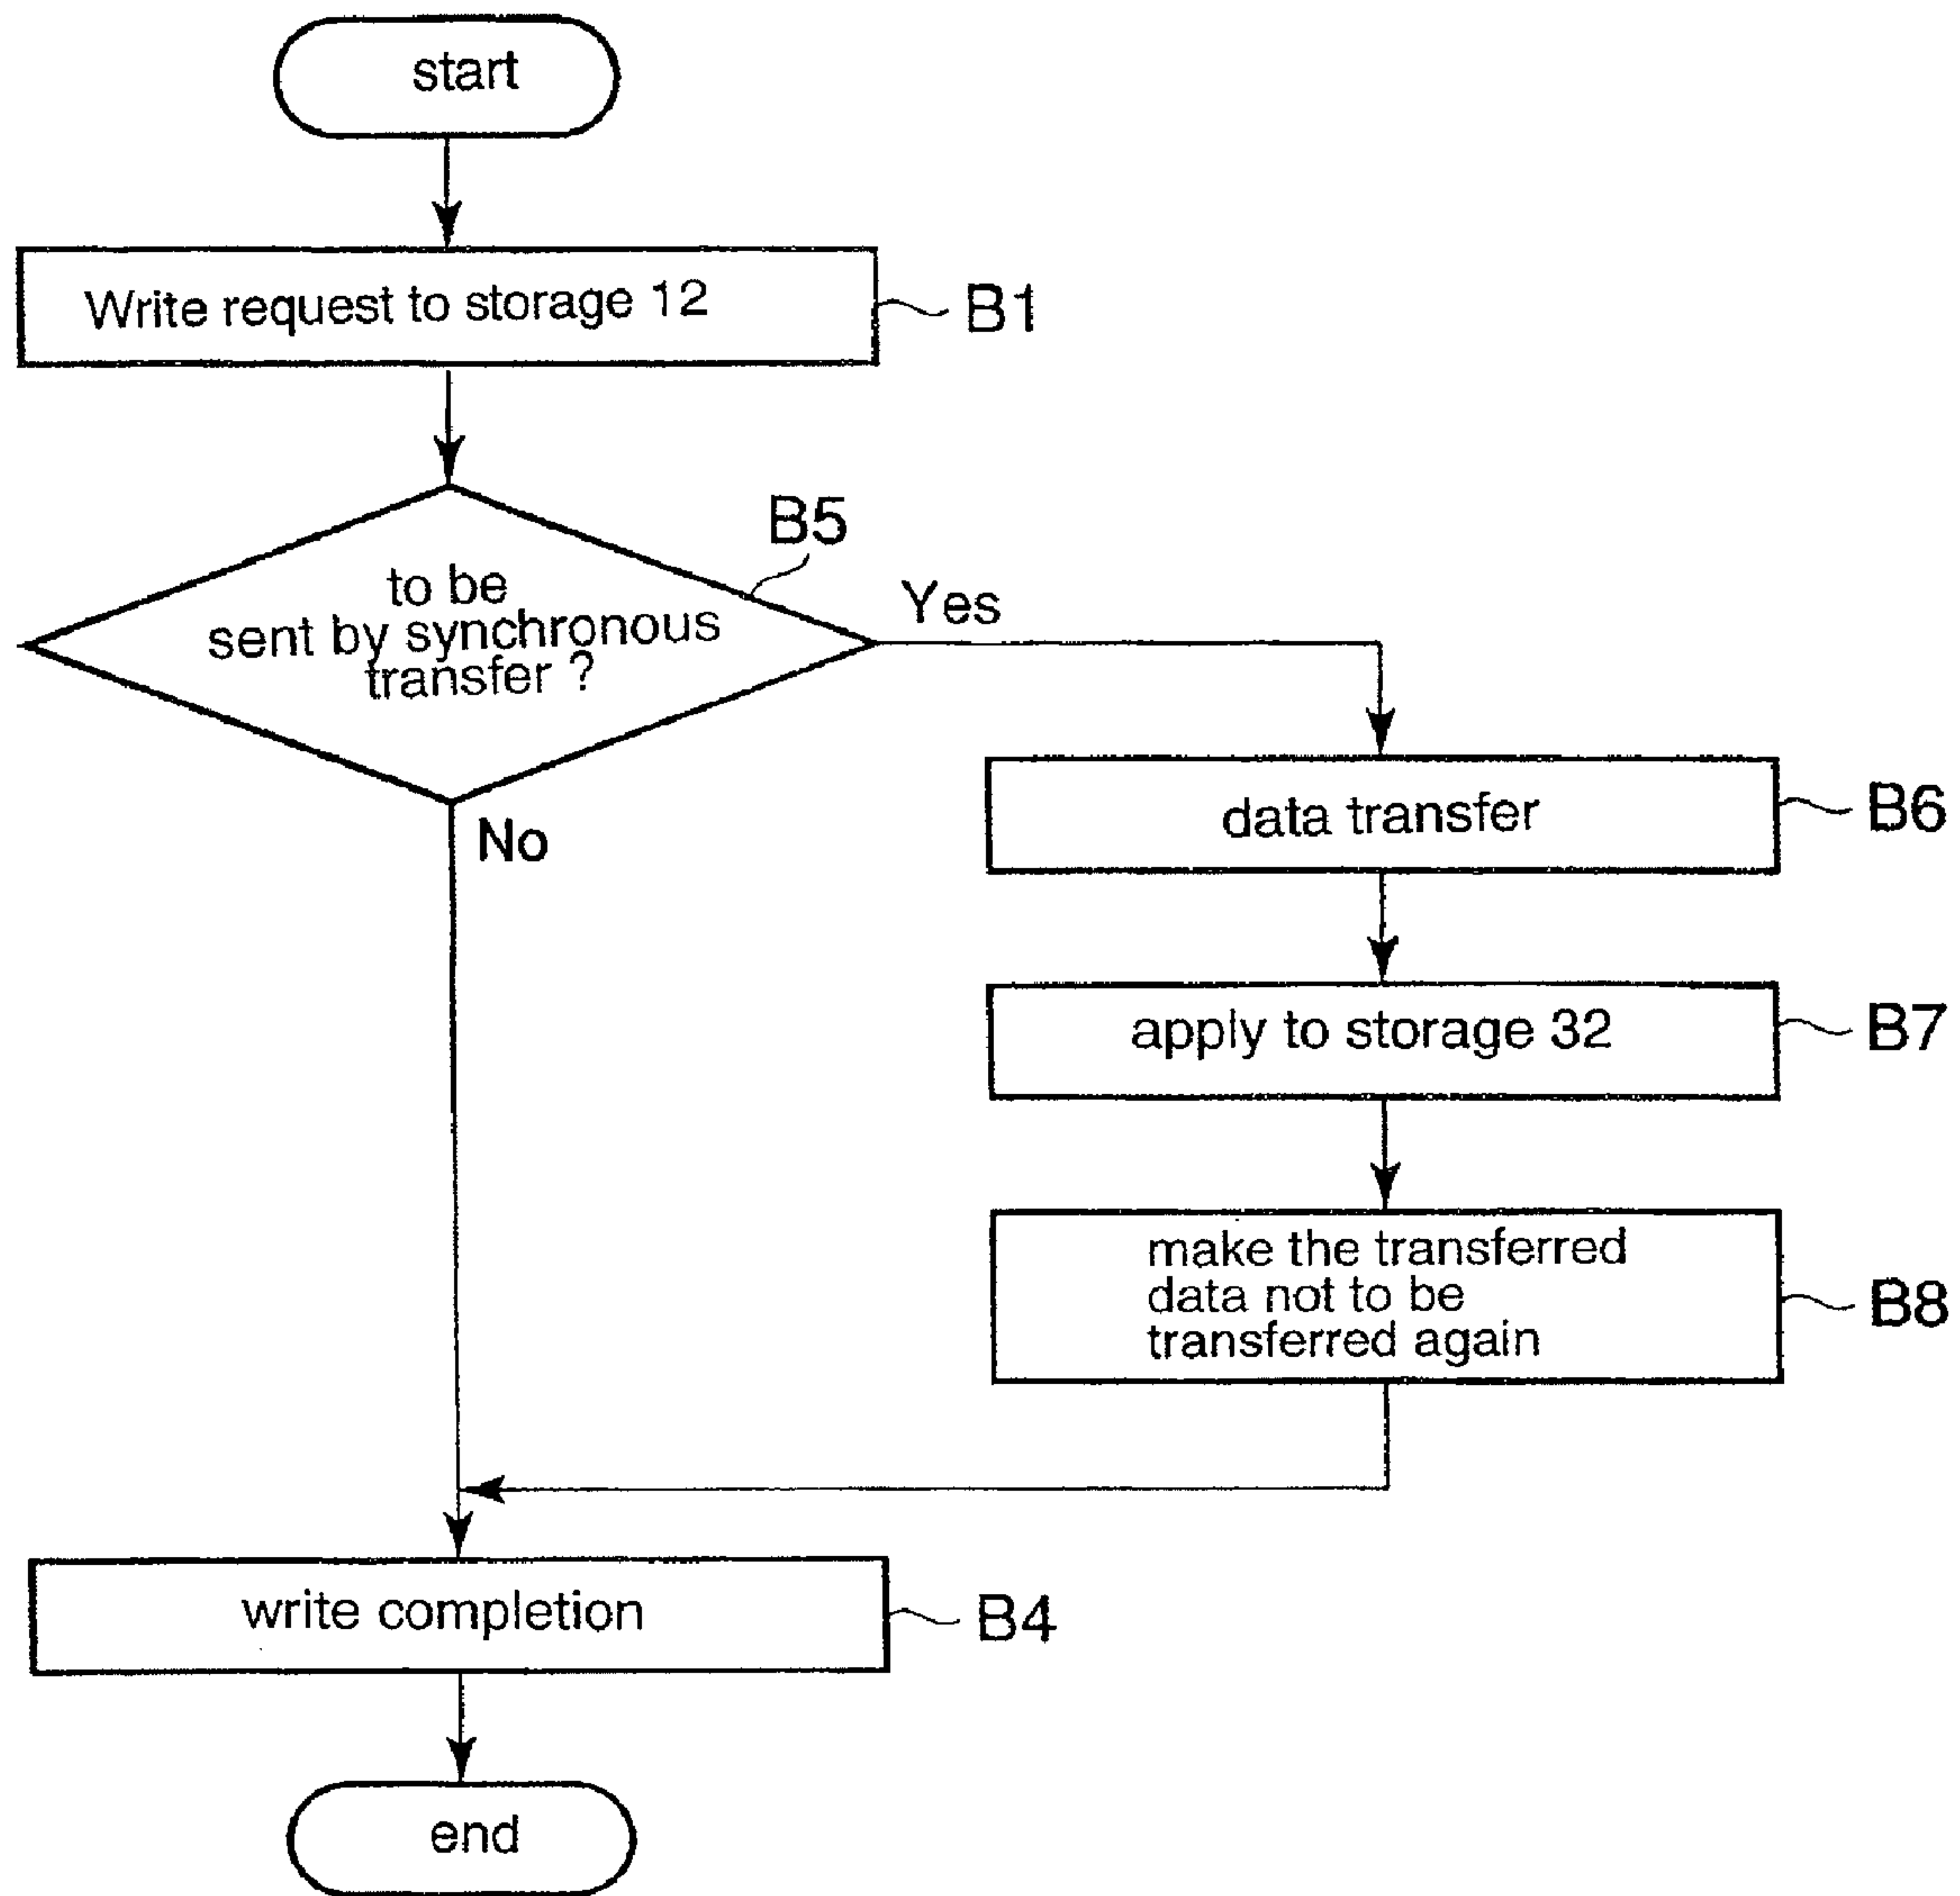 start
Write request to storage 12
B1
B5
to be
sent by synchronous
transfer ?
Yes
No
data transfer
B6
apply to storage 32
B7
make the transferred
data not to be
transferred again
B8
write completion
B4
end